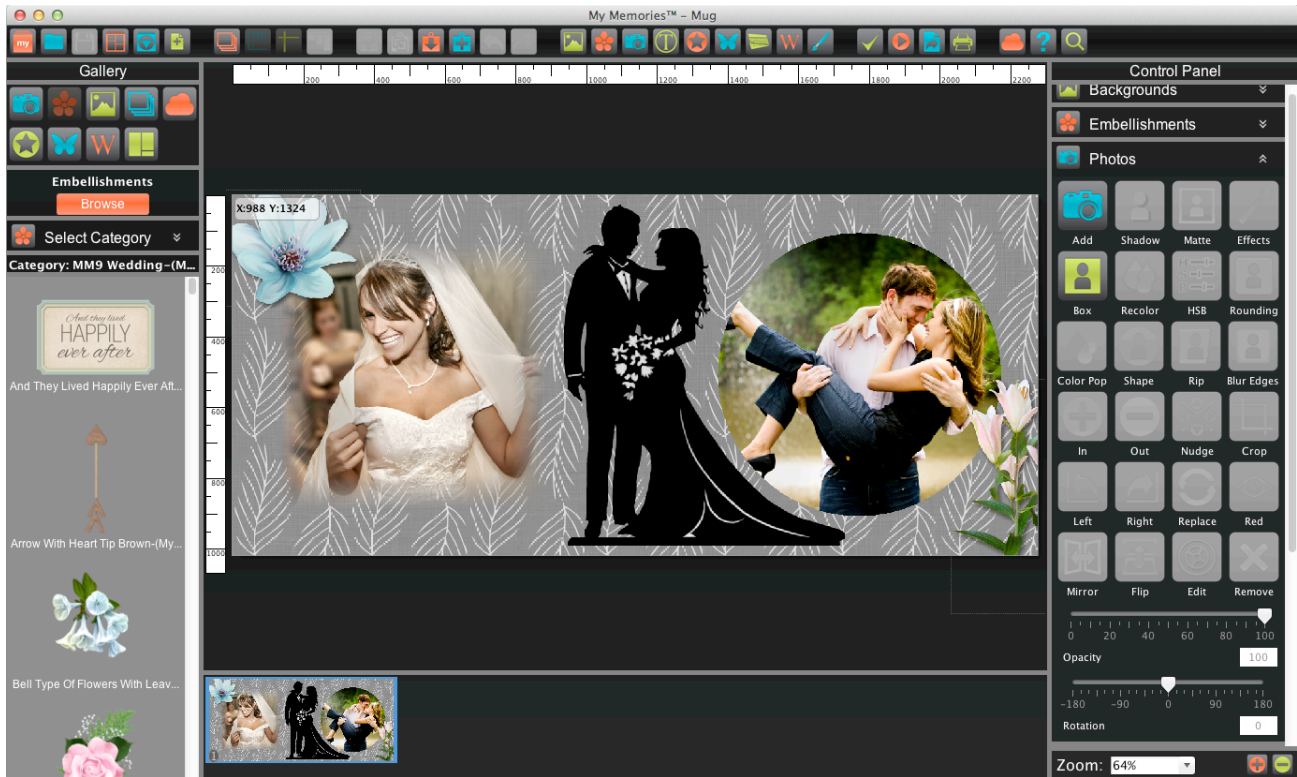 My Memories™ – Mug
my
T
W
?
Gallery
W
Embellishments
Browse
Select Category
Category: MM9 Wedding-(M...
And they lived
HAPPILY
ever after
And They Lived Happily Ever Aft...
Arrow With Heart Tip Brown-(My...
Bell Type Of Flowers With Leav...
200 400 600 800 1000 1200 1400 1600 1800 2000 2200
X:988 Y:1324
200
400
600
800
1000
1
Control Panel
Backgrounds
Embellishments
Photos
Add Shadow Matte Effects
Box Recolor HSB Rounding
Color Pop Shape Rip Blur Edges
In Out Nudge Crop
Left Right Replace Red
Mirror Flip Edit Remove
0 20 40 60 80 100
Opacity 100
-180 -90 0 90 180
Rotation 0
Zoom: 64%